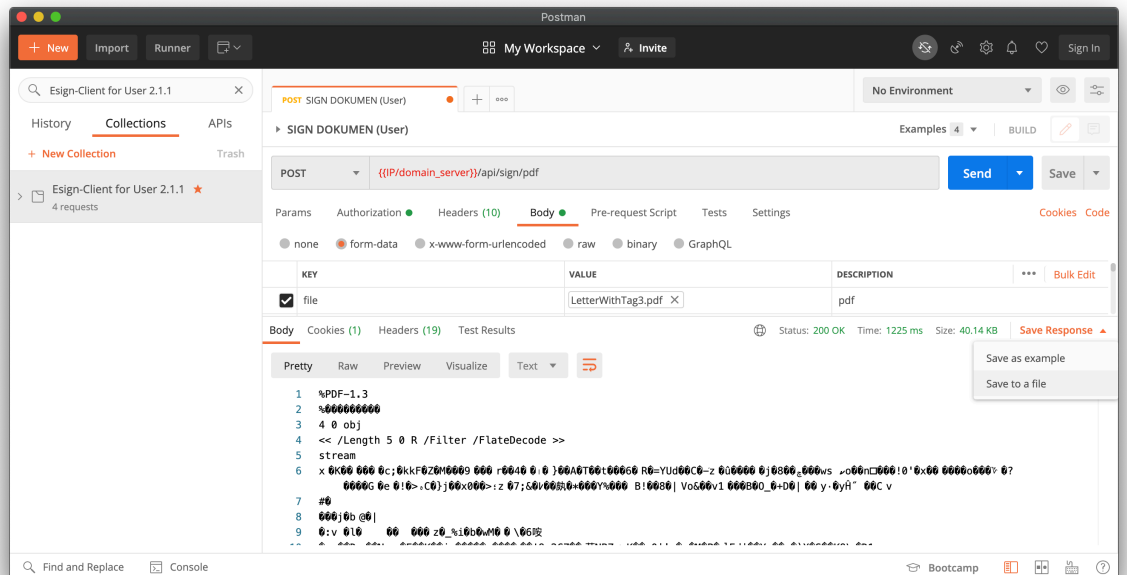 Postman
New Import Runner My Workspace Invite Sign In
Esign-Client for User 2.1.1
POST SIGN DOKUMEN (User) No Environment
History Collections APIs
SIGN DOKUMEN (User) Examples 4 BUILD
+ New Collection Trash
POST {{IP/domain_server}}/api/sign/pdf Send Save
Esign-Client for User 2.1.1
4 requests
Params Authorization Headers (10) Body Pre-request Script Tests Settings Cookies Code
none form-data x-www-form-urlencoded raw binary GraphQL
KEY VALUE DESCRIPTION Bulk Edit
file LetterWithTag3.pdf pdf
Body Cookies (1) Headers (19) Test Results Status: 200 OK Time: 1225 ms Size: 40.14 KB Save Response
Save as example
Pretty Raw Preview Visualize Text
Save to a file
1 %PDF-1.3
2
3 4 0 obj
4 << /Length 5 0 R /Filter /FlateDecode >>
5 stream
6
7
8
9
Find and Replace Console Bootcamp